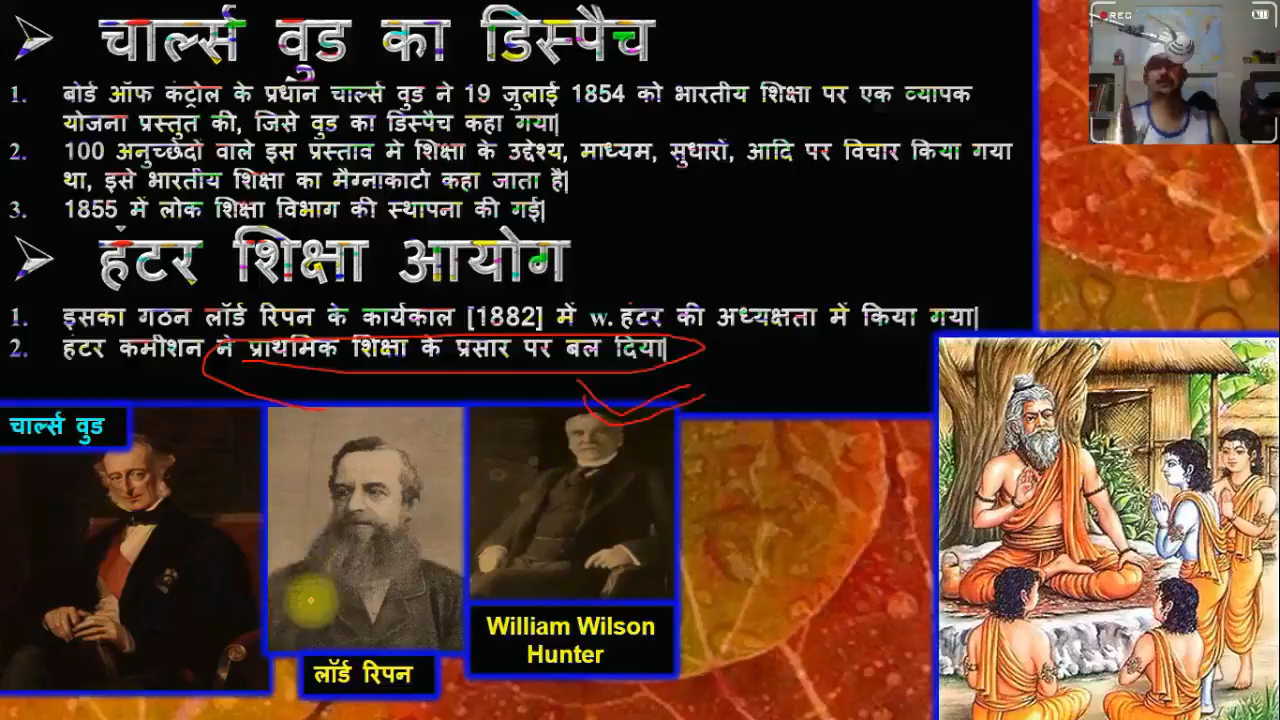 चार्ल्स वुड का डिस्पैच
1. बोर्ड ऑफ कंट्रोल के प्रधान चार्ल्स वुड ने 19 जुलाई 1854 को भारतीय शिक्षा पर एक व्यापक
योजना प्रस्तुत की, जिसे वुड का डिस्पैच कहा गया|
2. 100 अनुच्छेदों वाले इस प्रस्ताव में शिक्षा के उद्देश्य, माध्यम, सुधारों, आदि पर विचार किया गया
था, इसे भारतीय शिक्षा का मैग्नाकार्टा कहा जाता है|
3. 1855 में लोक शिक्षा विभाग की स्थापना की गई|
हंटर शिक्षा आयोग
1. इसका गठन लॉर्ड रिपन के कार्यकाल [1882] में w. हंटर की अध्यक्षता में किया गया|
2. हंटर कमीशन ने प्राथमिक शिक्षा के प्रसार पर बल दिया|
चार्ल्स वुड
लॉर्ड रिपन
William Wilson
Hunter
REC